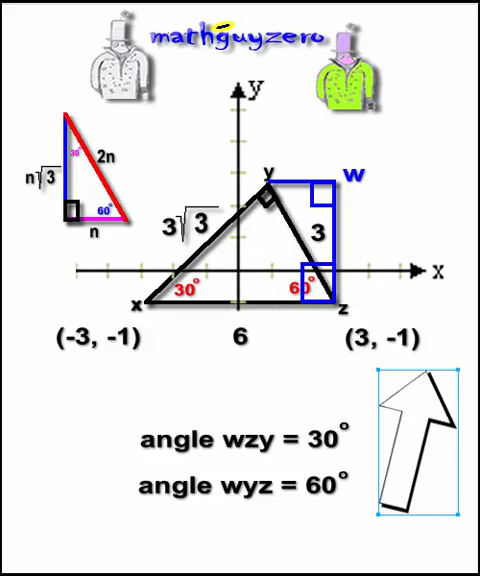 mathguyzero
y
y
w
30°
2n
n√3
60°
n
3√3
3
x
30°
60°
x
z
(-3, -1)
6
(3, -1)
angle wzy = 30°
angle wyz = 60°